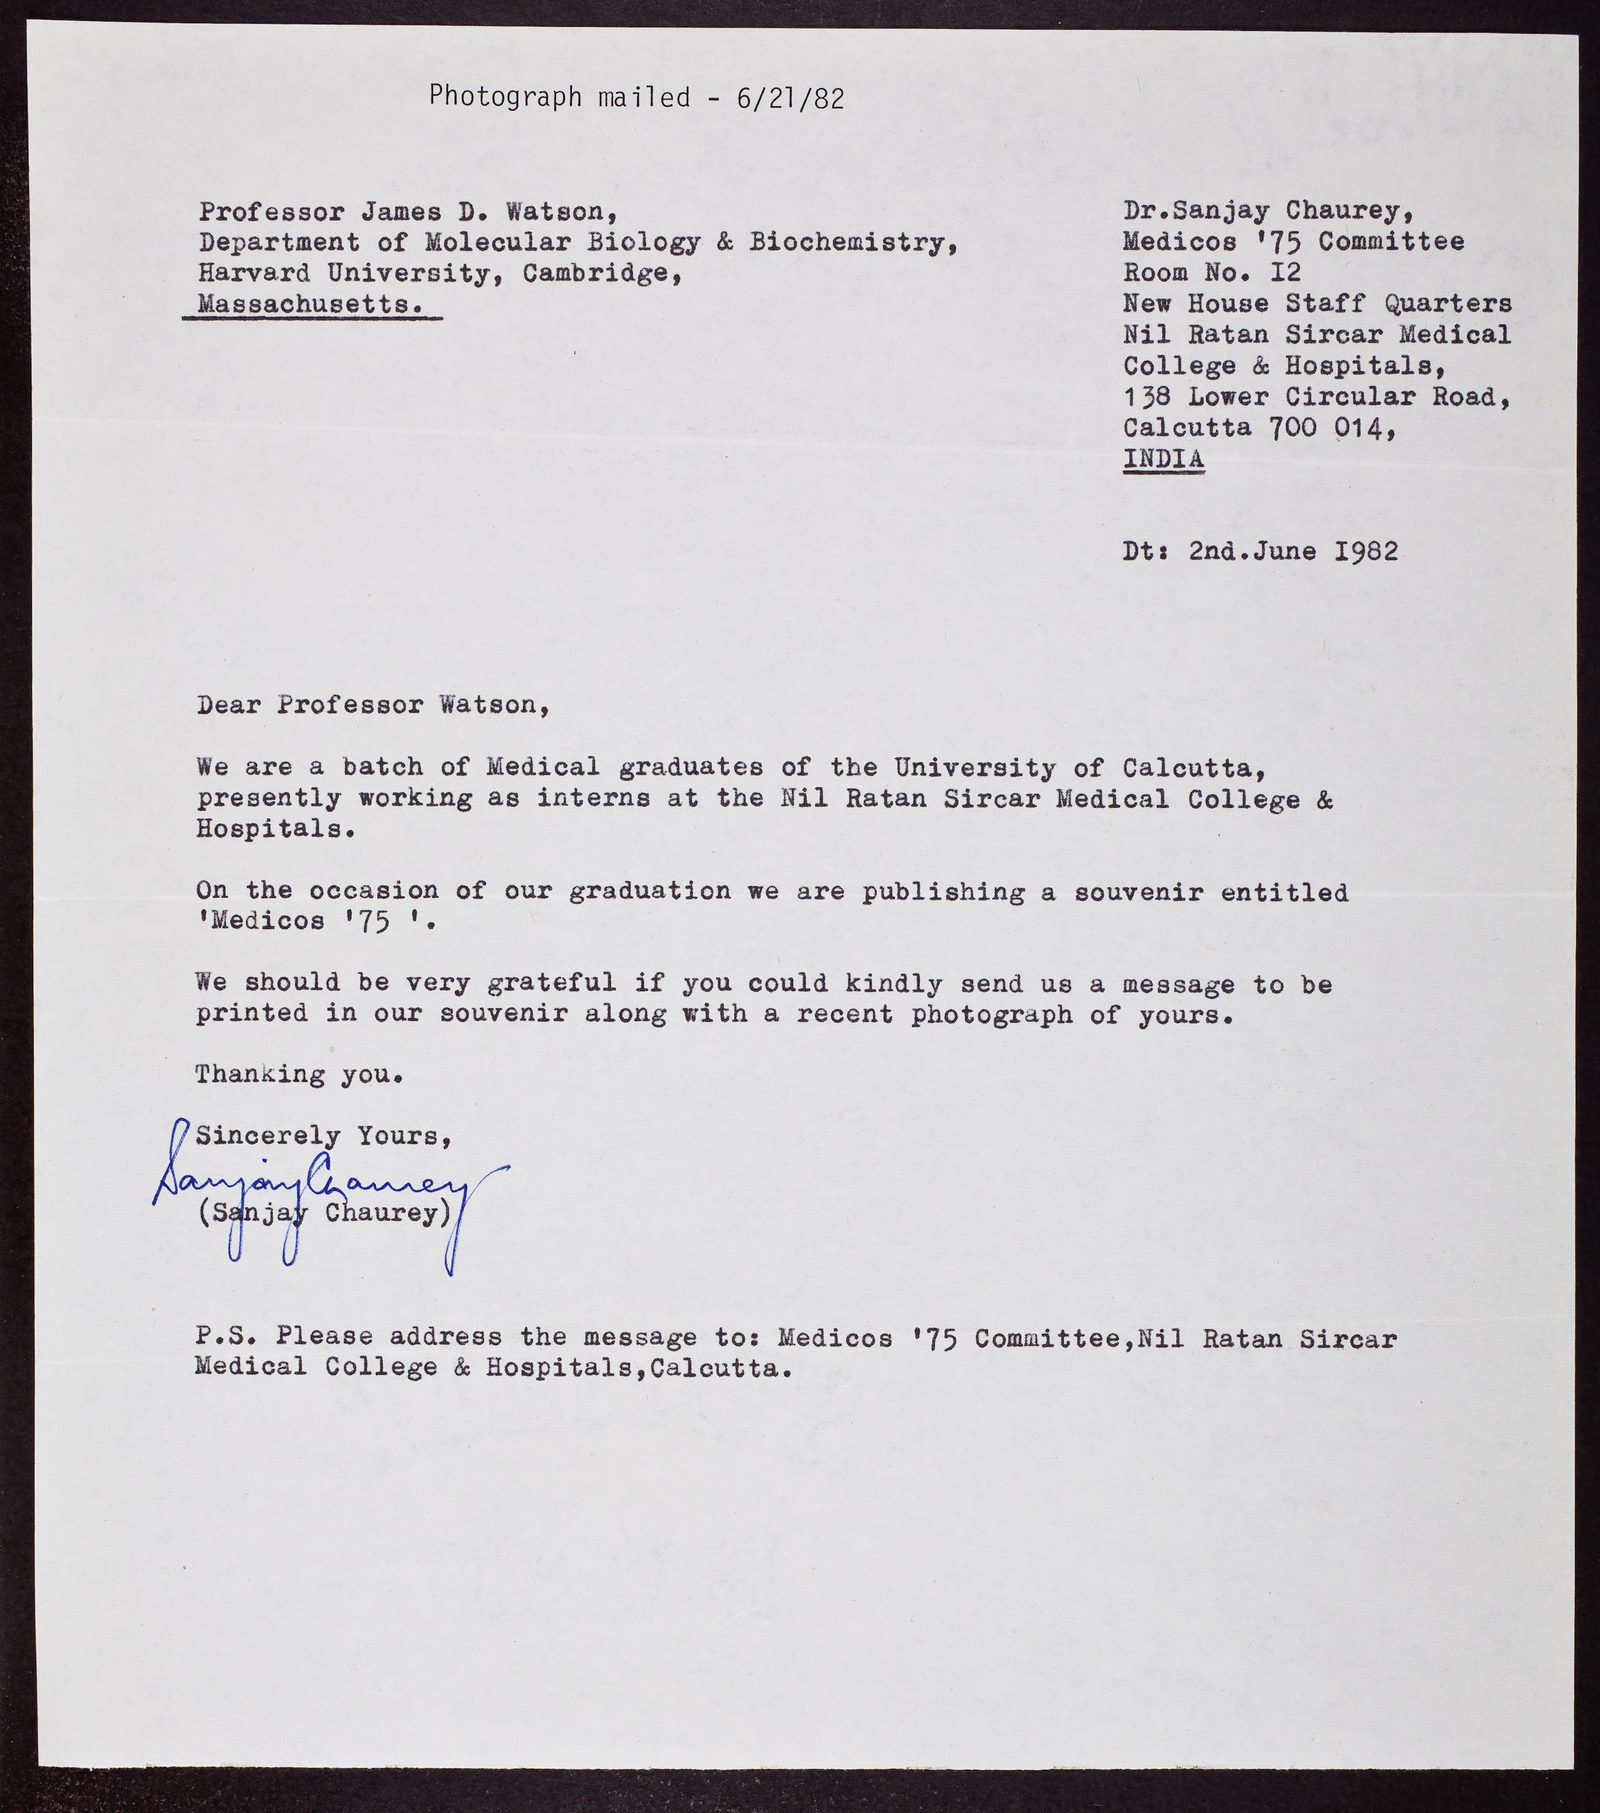 Photograph mailed - 6/21/82
Professor James D. Watson,
Department of Molecular Biology & Biochemistry,
Harvard University, Cambridge,
Massachusetts.
Dr.Sanjay Chaurey,
Medicos '75 Committee
Room No. I2
New House Staff Quarters
Nil Ratan Sircar Medical
College & Hospitals,
138 Lower Circular Road,
Calcutta 700 014,
INDIA
Dt: 2nd.June I982
Dear Professor Watson,
We are a batch of Medical graduates of the University of Calcutta,
presently working as interns at the Nil Ratan Sircar Medical College &
Hospitals.
On the occasion of our graduation we are publishing a souvenir entitled
'Medicos '75 '.
We should be very grateful if you could kindly send us a message to be
printed in our souvenir along with a recent photograph of yours.
Thanking you.
Sincerely Yours,
Sanjay Chaurey
(Sanjay Chaurey)
P.S. Please address the message to: Medicos '75 Committee,Nil Ratan Sircar
Medical College & Hospitals,Calcutta.